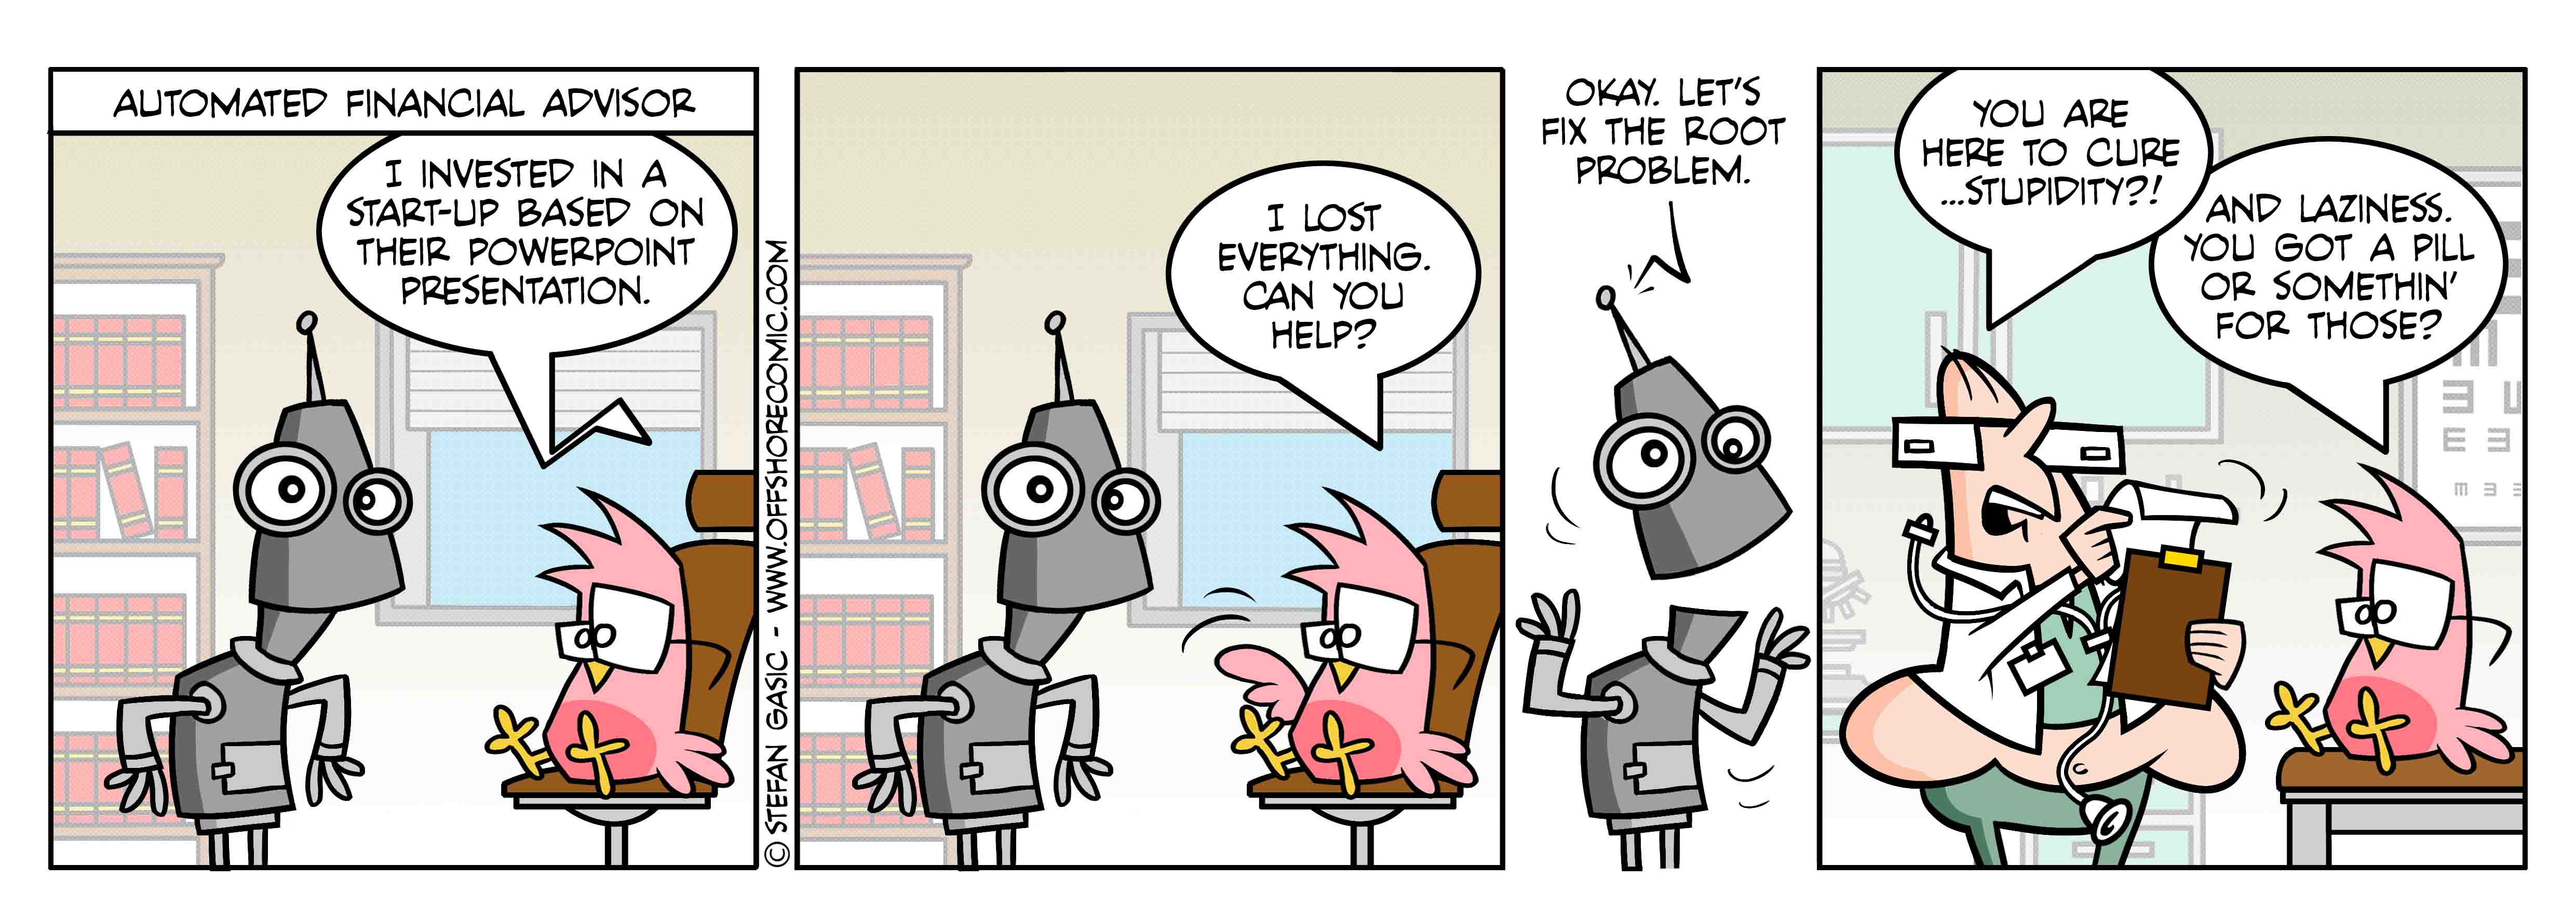 AUTOMATED FINANCIAL ADVISOR
I INVESTED IN A
START-UP BASED ON
THEIR POWERPOINT
PRESENTATION.
© STEFAN GASIC - WWW.OFFSHORECOMIC.COM
I LOST
EVERYTHING.
CAN YOU
HELP?
OKAY. LET'S
FIX THE ROOT
PROBLEM.
YOU ARE
HERE TO CURE
...STUPIDITY?!
AND LAZINESS.
YOU GOT A PILL
OR SOMETHIN'
FOR THOSE?